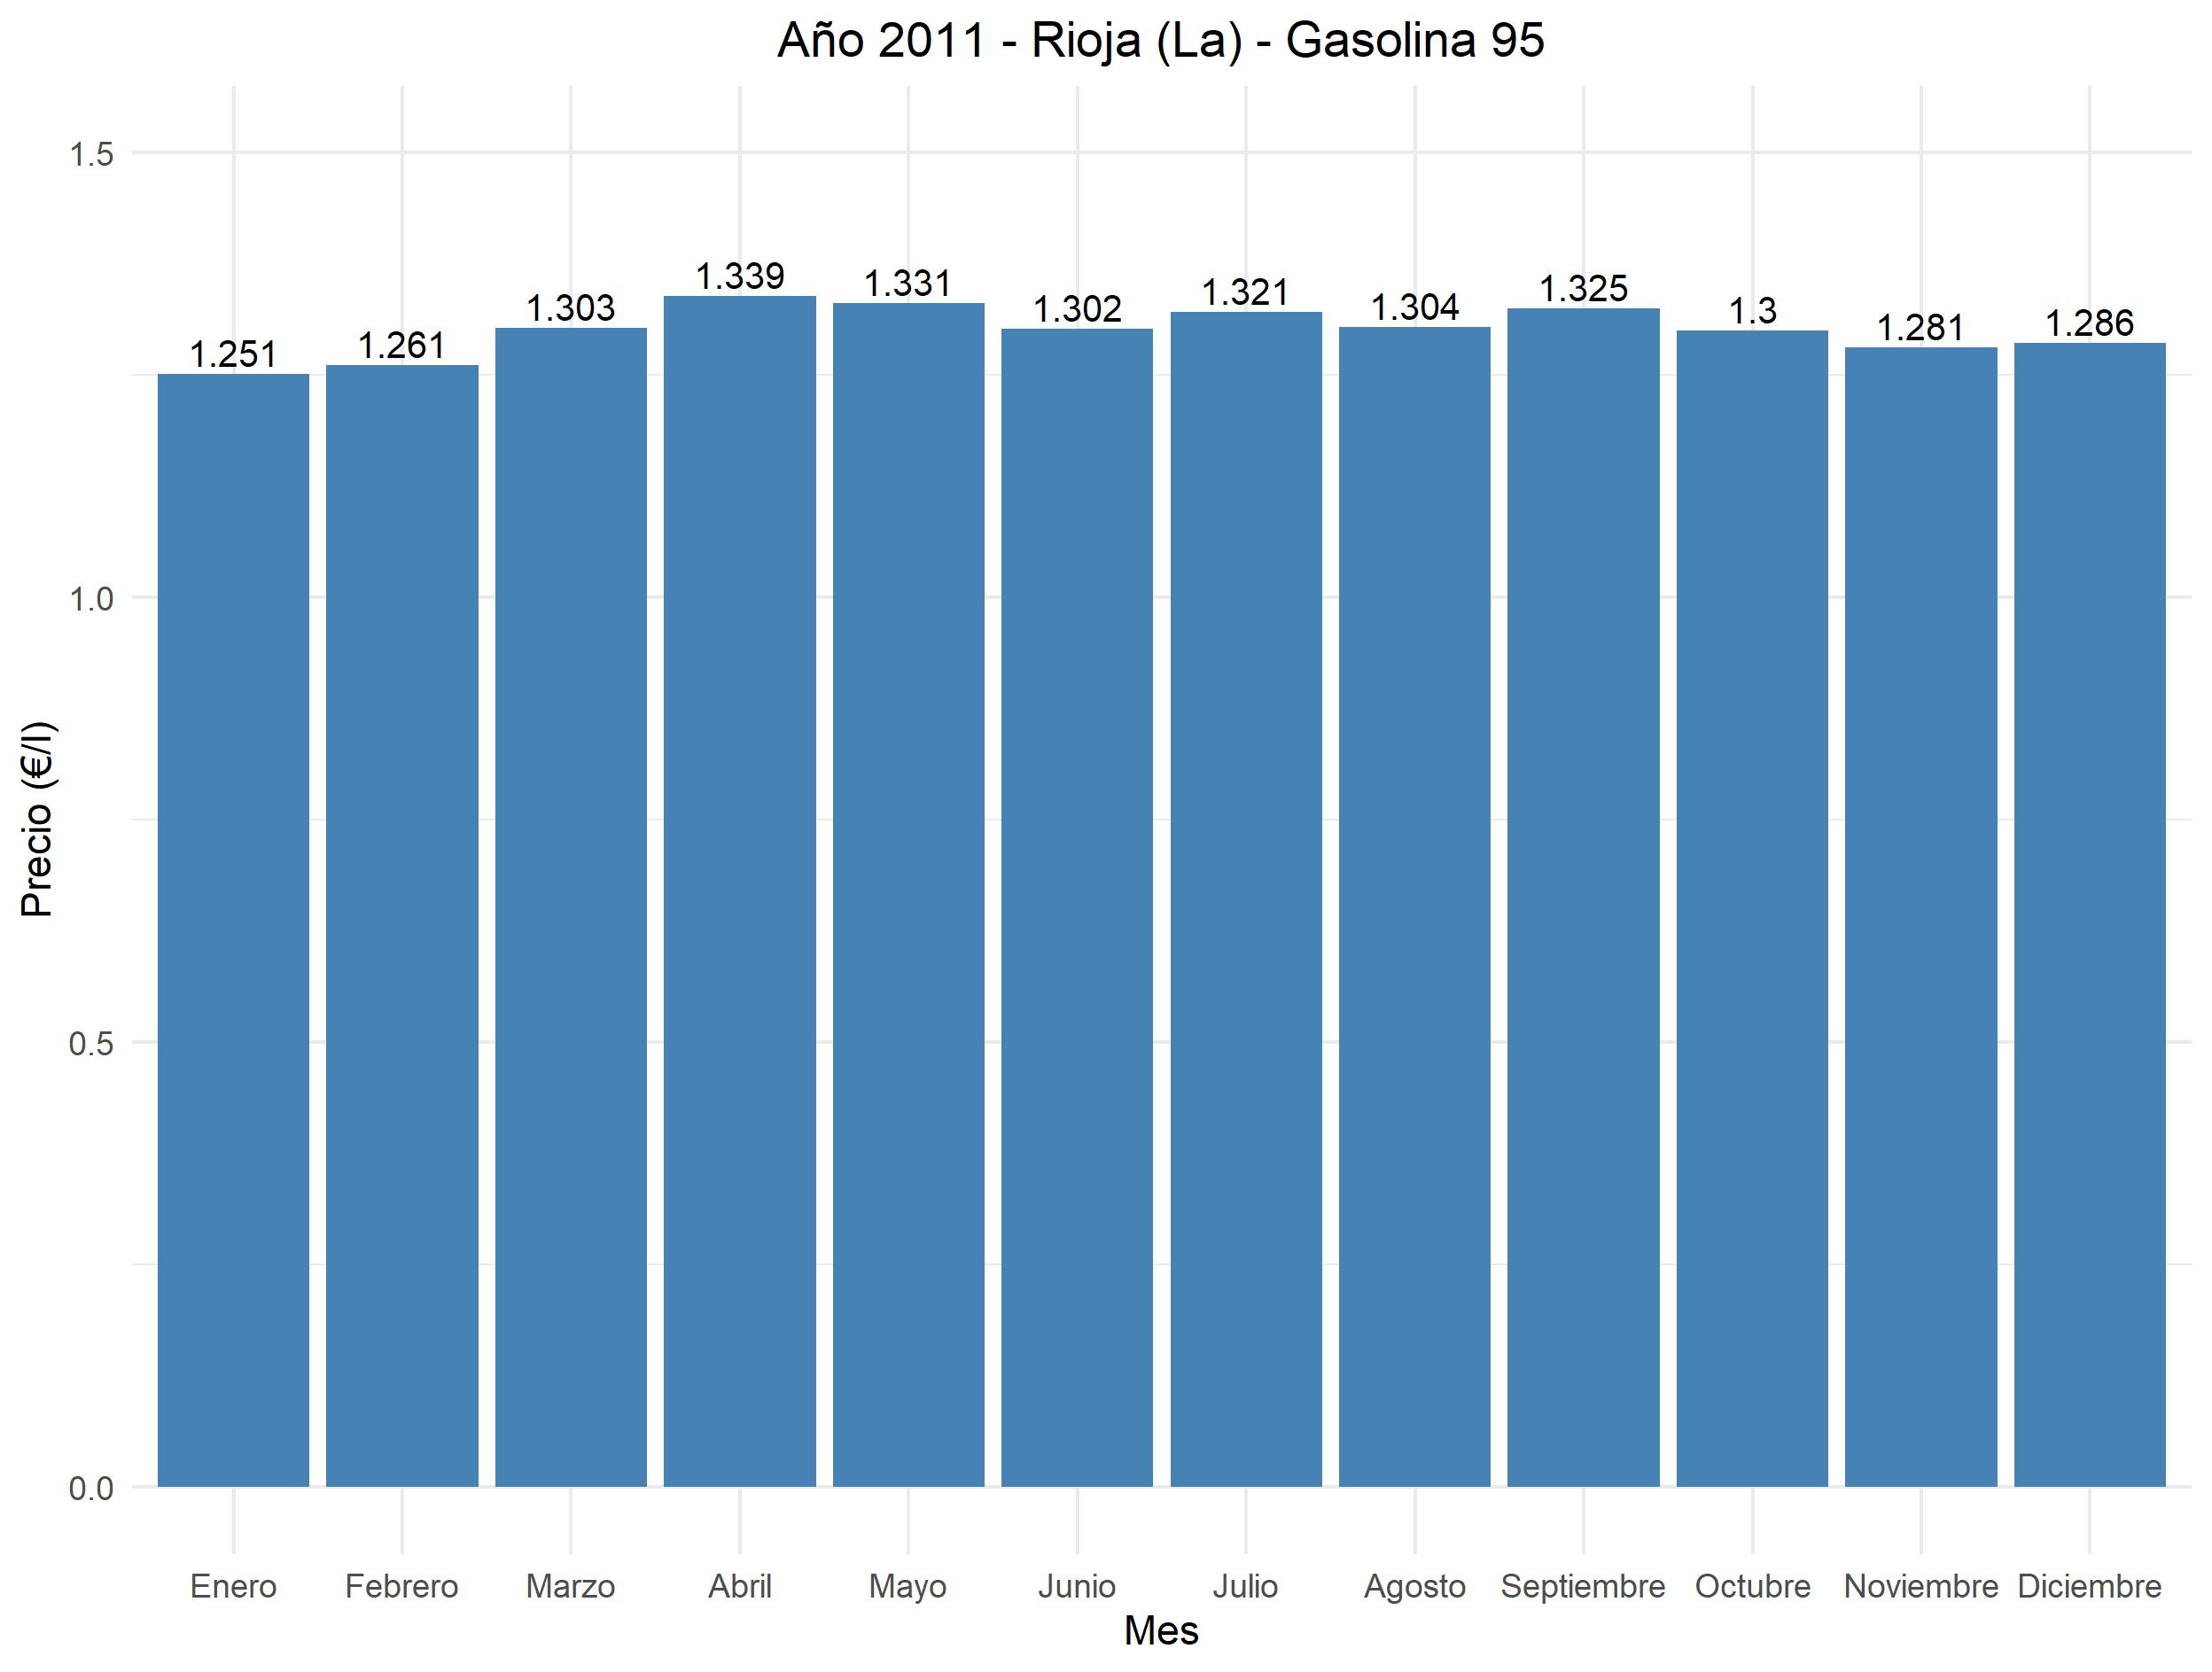 Año 2011 - Rioja (La) - Gasolina 95
Precio (€/l)
1.5
1.0
0.5
0.0
1.251
1.261
1.303
1.339
1.331
1.302
1.321
1.304
1.325
1.3
1.281
1.286
Enero
Febrero
Marzo
Abril
Mayo
Junio
Julio
Agosto
Septiembre
Octubre
Noviembre
Diciembre
Mes